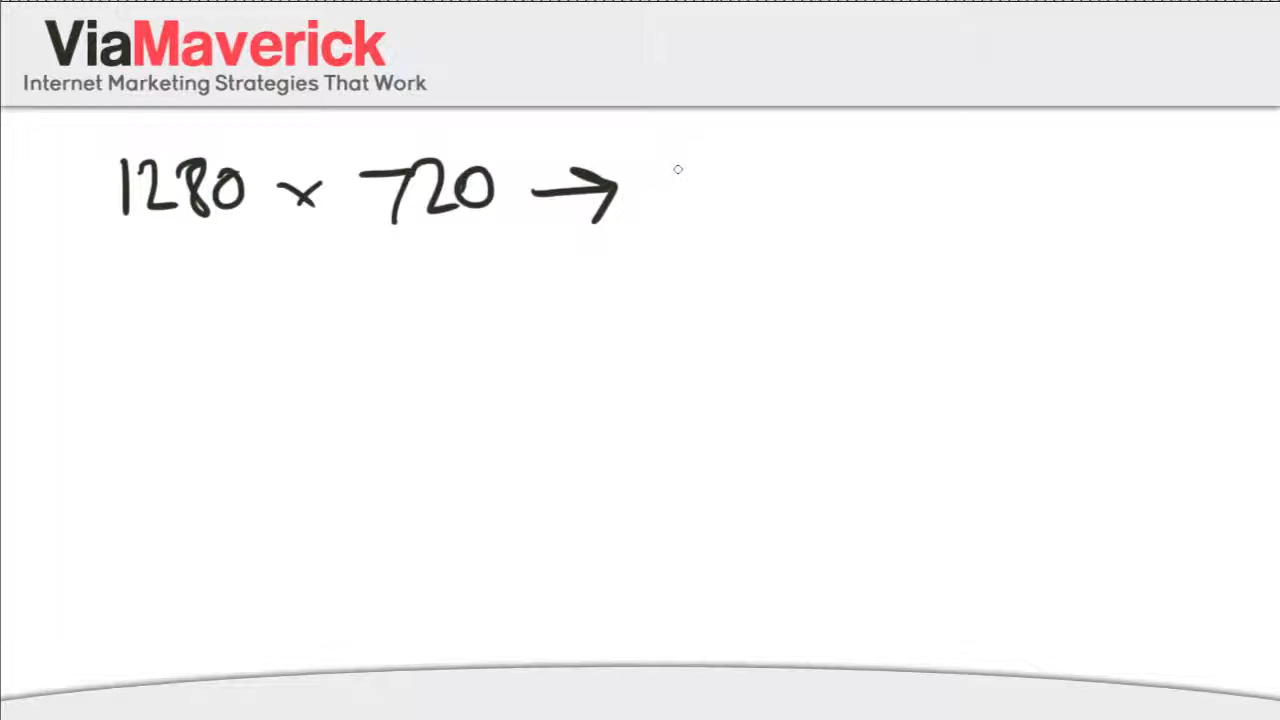 ViaMaverick
Internet Marketing Strategies That Work
1280 × 720 →